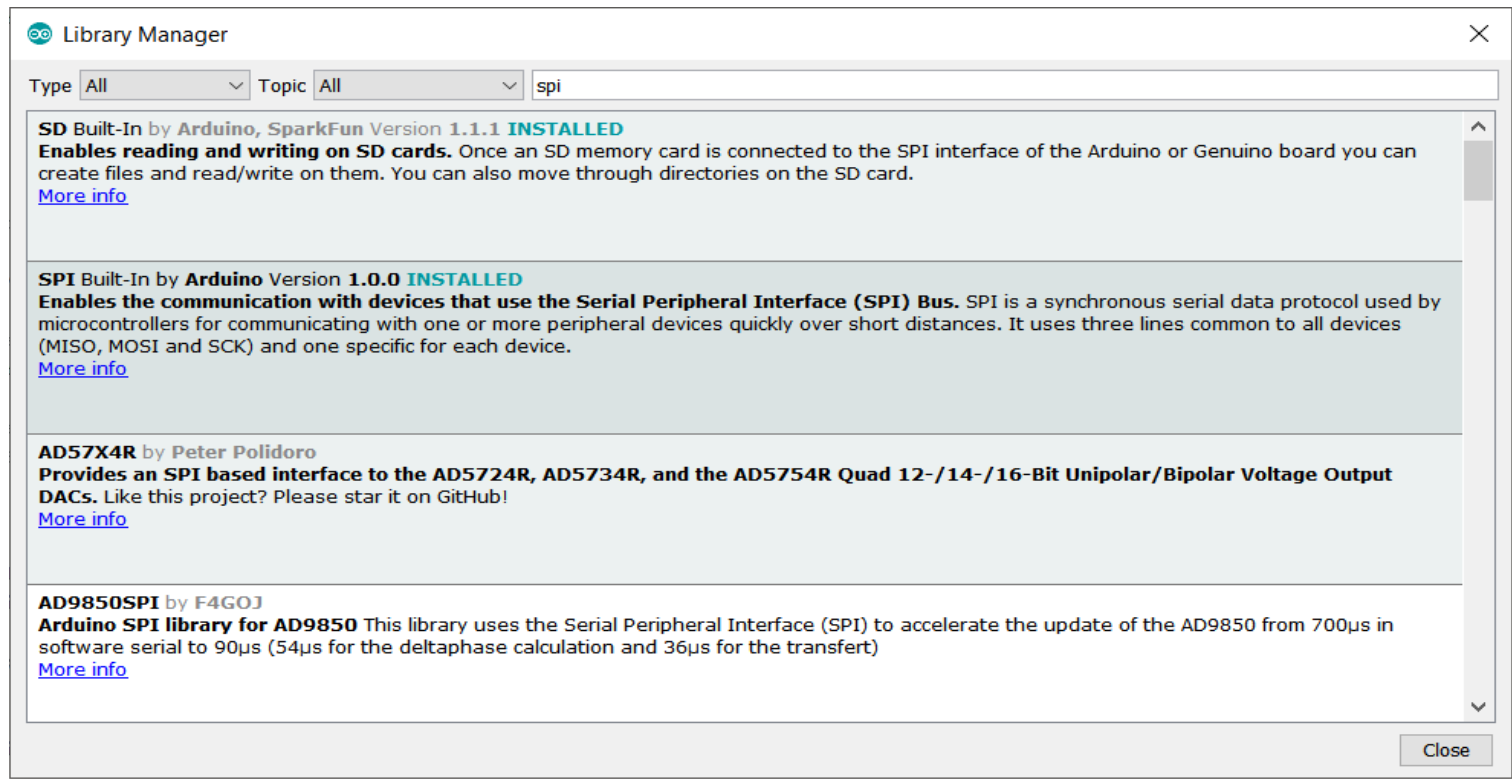 Library Manager
Type All Topic All spi
SD Built-In by Arduino, SparkFun Version 1.1.1 INSTALLED
Enables reading and writing on SD cards. Once an SD memory card is connected to the SPI interface of the Arduino or Genuino board you can
create files and read/write on them. You can also move through directories on the SD card.
More info
SPI Built-In by Arduino Version 1.0.0 INSTALLED
Enables the communication with devices that use the Serial Peripheral Interface (SPI) Bus. SPI is a synchronous serial data protocol used by
microcontrollers for communicating with one or more peripheral devices quickly over short distances. It uses three lines common to all devices
(MISO, MOSI and SCK) and one specific for each device.
More info
AD57X4R by Peter Polidoro
Provides an SPI based interface to the AD5724R, AD5734R, and the AD5754R Quad 12-/14-/16-Bit Unipolar/Bipolar Voltage Output
DACs. Like this project? Please star it on GitHub!
More info
AD9850SPI by F4GOJ
Arduino SPI library for AD9850 This library uses the Serial Peripheral Interface (SPI) to accelerate the update of the AD9850 from 700µs in
software serial to 90µs (54µs for the deltaphase calculation and 36µs for the transfert)
More info
Close